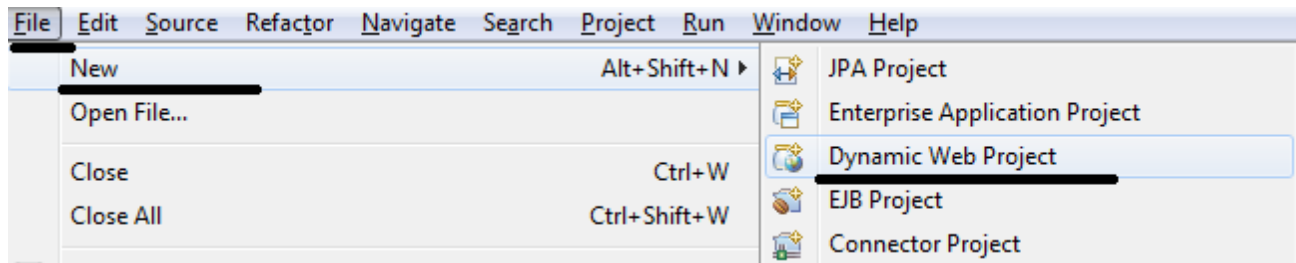 File Edit Source Refactor Navigate Search Project Run Window Help
New Alt+Shift+N
Open File...
Close Ctrl+W
Close All Ctrl+Shift+W
JPA Project
Enterprise Application Project
Dynamic Web Project
EJB Project
Connector Project